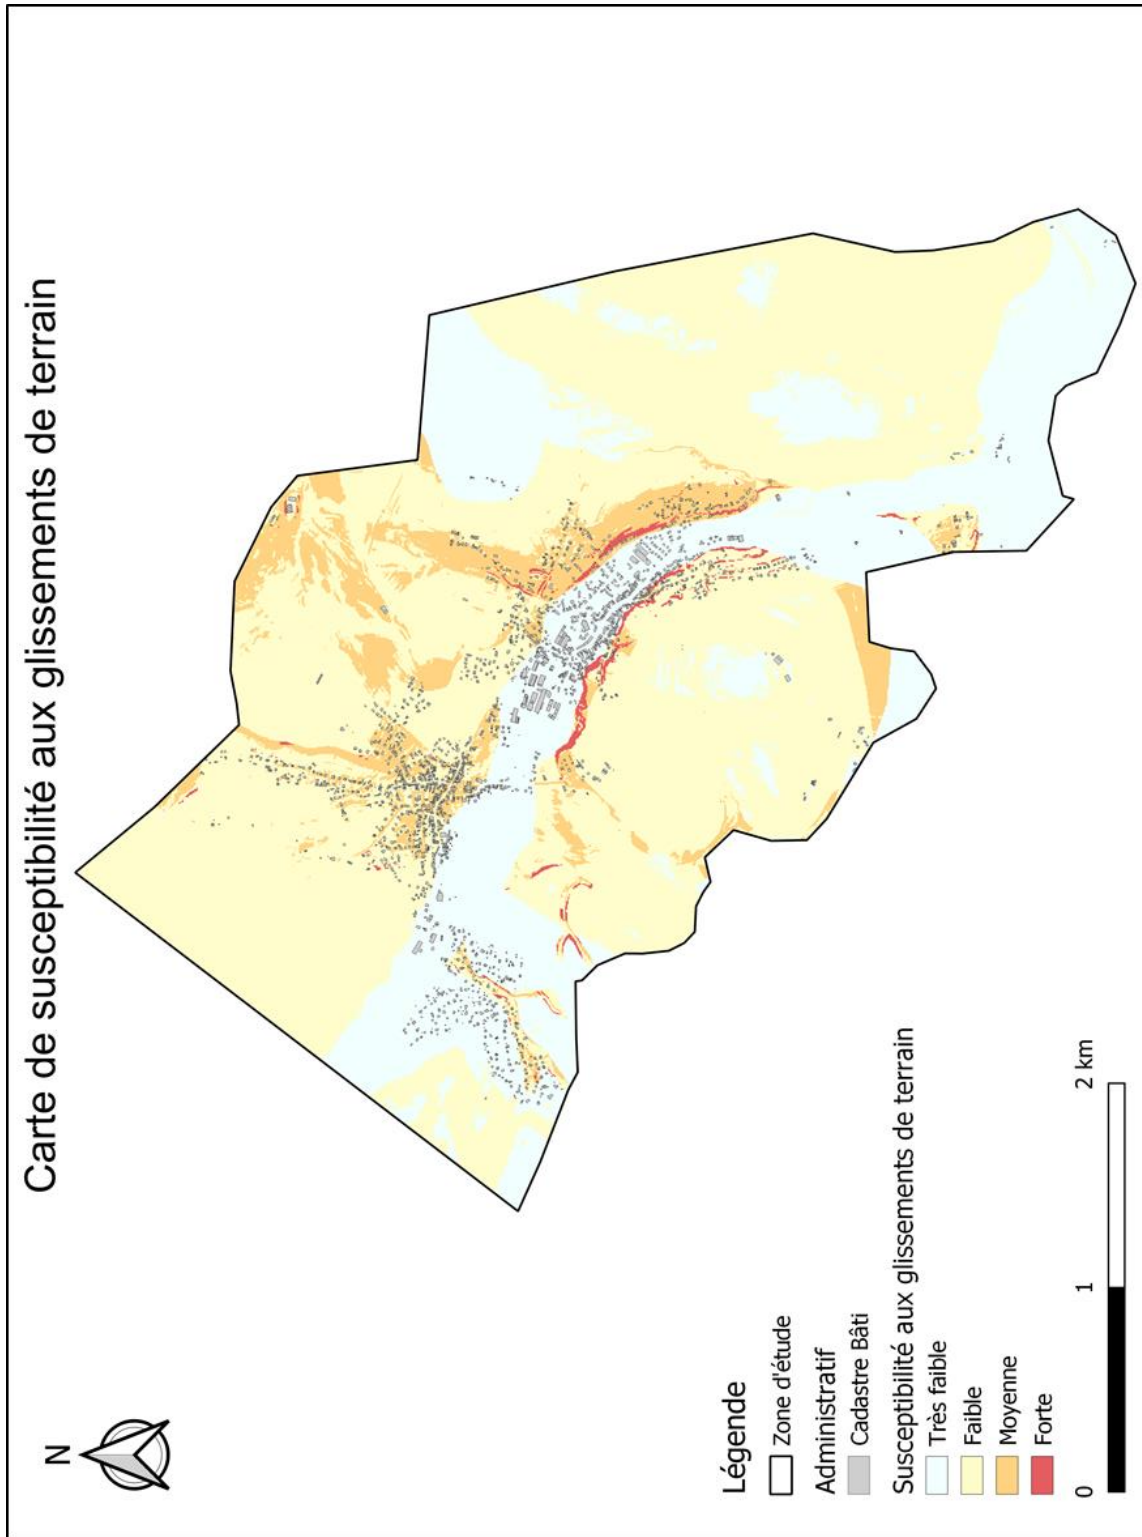 Carte de susceptibilité aux glissements de terrain
N
Légende
Zone d'étude
Administratif
Cadastre Bâti
Susceptibilité aux glissements de terrain
Très faible
Faible
Moyenne
Forte
0 1 2 km